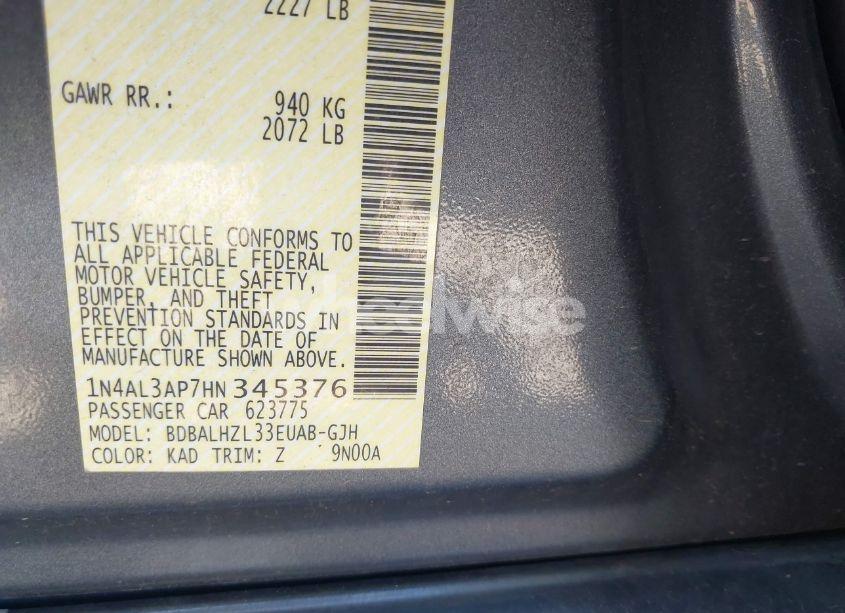 2227 LB
GAWR RR.: 940 KG
2072 LB
THIS VEHICLE CONFORMS TO
ALL APPLICABLE FEDERAL
MOTOR VEHICLE SAFETY,
BUMPER, AND THEFT
PREVENTION STANDARDS IN
EFFECT ON THE DATE OF
MANUFACTURE SHOWN ABOVE.
1N4AL3AP7HN 345376
PASSENGER CAR 623775
MODEL: BDBALHZL33EUAB-GJH
COLOR: KAD TRIM: Z 9N00A